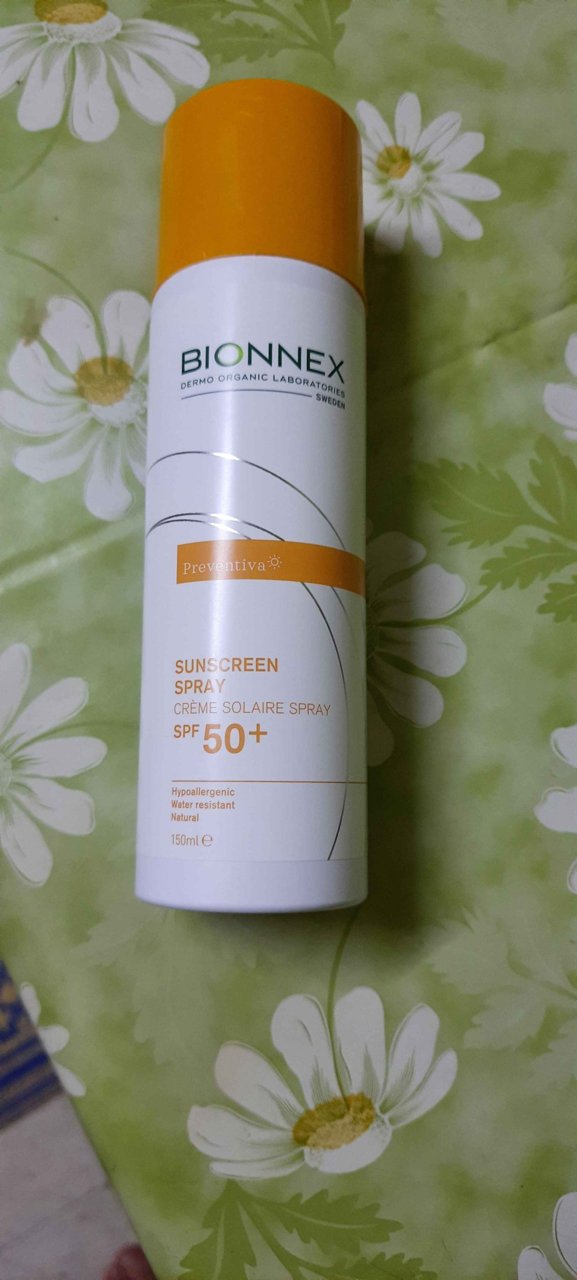 BIONNEX
DERMO ORGANIC LABORATORIES
SWEDEN
Preventiva
SUNSCREEN
SPRAY
CRÈME SOLAIRE SPRAY
SPF 50+
Hypoallergenic
Water resistant
Natural
150ml ℮